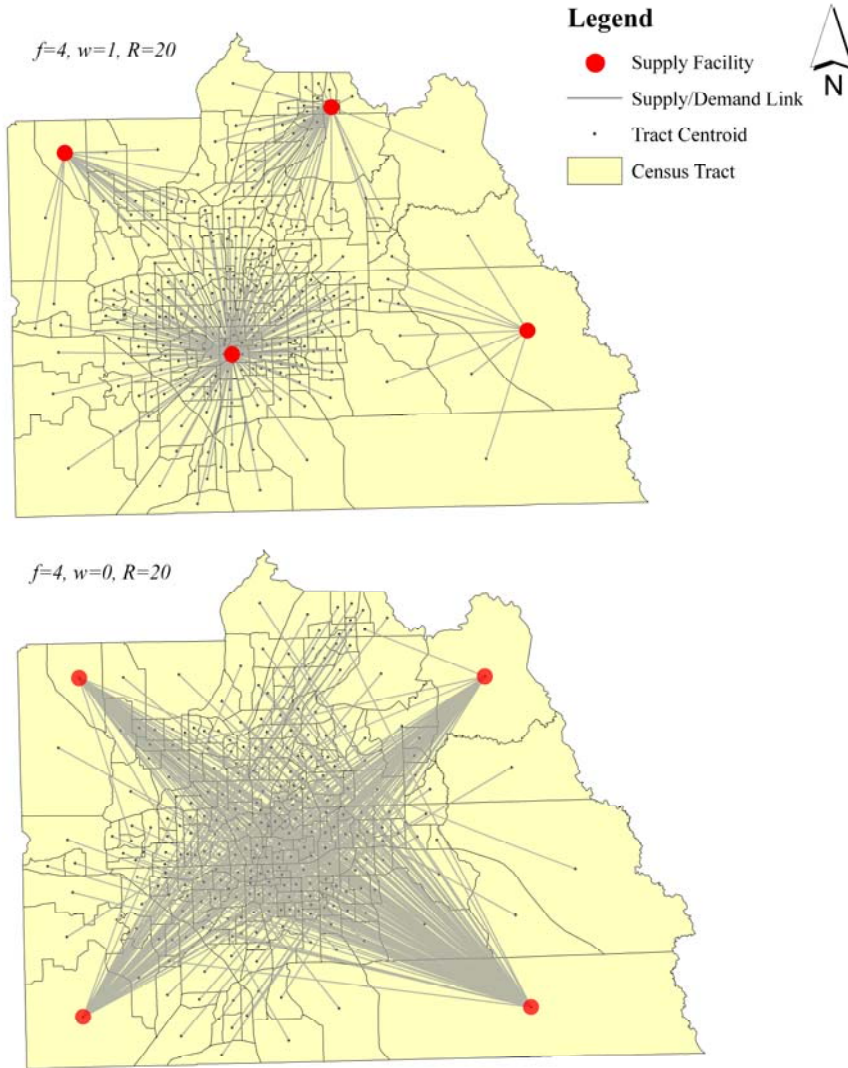 f=4, w=1, R=20
Legend
Supply Facility
Supply/Demand Link
Tract Centroid
Census Tract
N
f=4, w=0, R=20